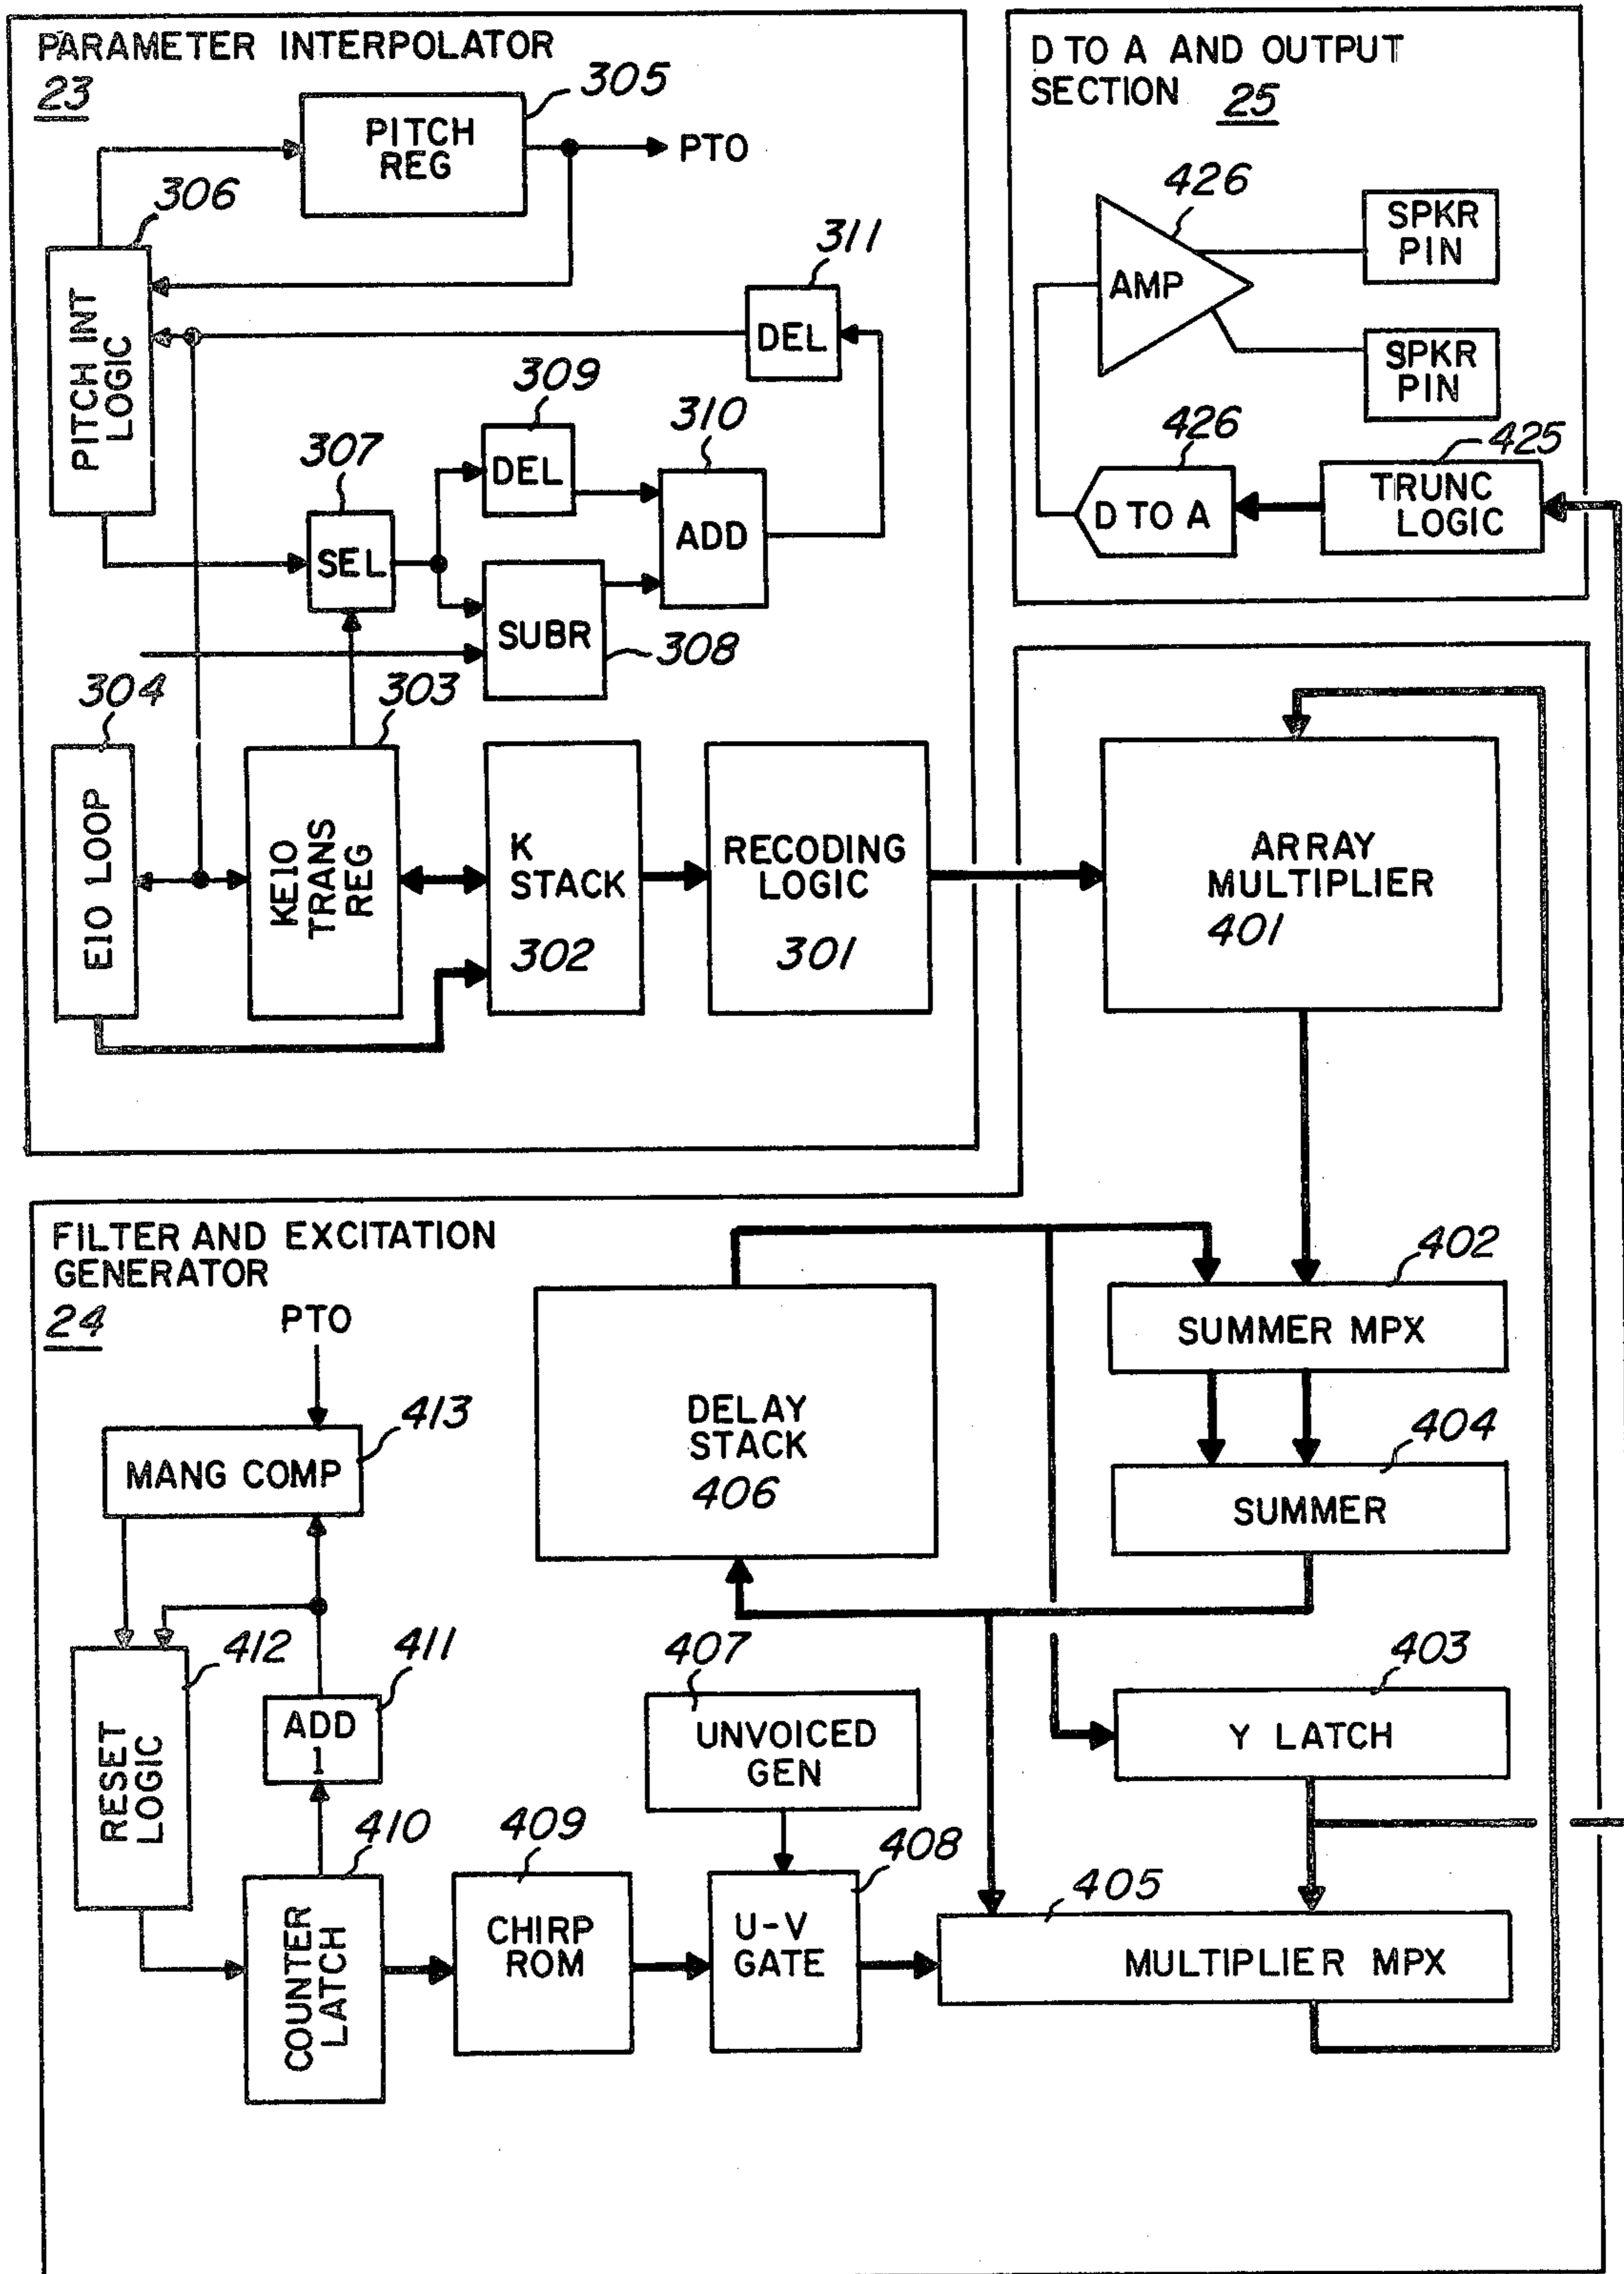 PARAMETER INTERPOLATOR
23
305
PITCH
REG
PTO
306
PITCH INT
LOGIC
311
DEL
309
DEL
310
ADD
307
SEL
SUBR
308
304
E10 LOOP
303
KE10
TRANS
REG
K
STACK
302
RECODING
LOGIC
301
D TO A AND OUTPUT
SECTION 25
426
AMP
SPKR
PIN
SPKR
PIN
426
D TO A
425
TRUNC
LOGIC
ARRAY
MULTIPLIER
401
FILTER AND EXCITATION
GENERATOR
24
PTO
413
MANG COMP
DELAY
STACK
406
402
SUMMER MPX
404
SUMMER
412
RESET
LOGIC
411
ADD
1
407
UNVOICED
GEN
403
Y LATCH
410
COUNTER
LATCH
409
CHIRP
ROM
408
U-V
GATE
405
MULTIPLIER MPX